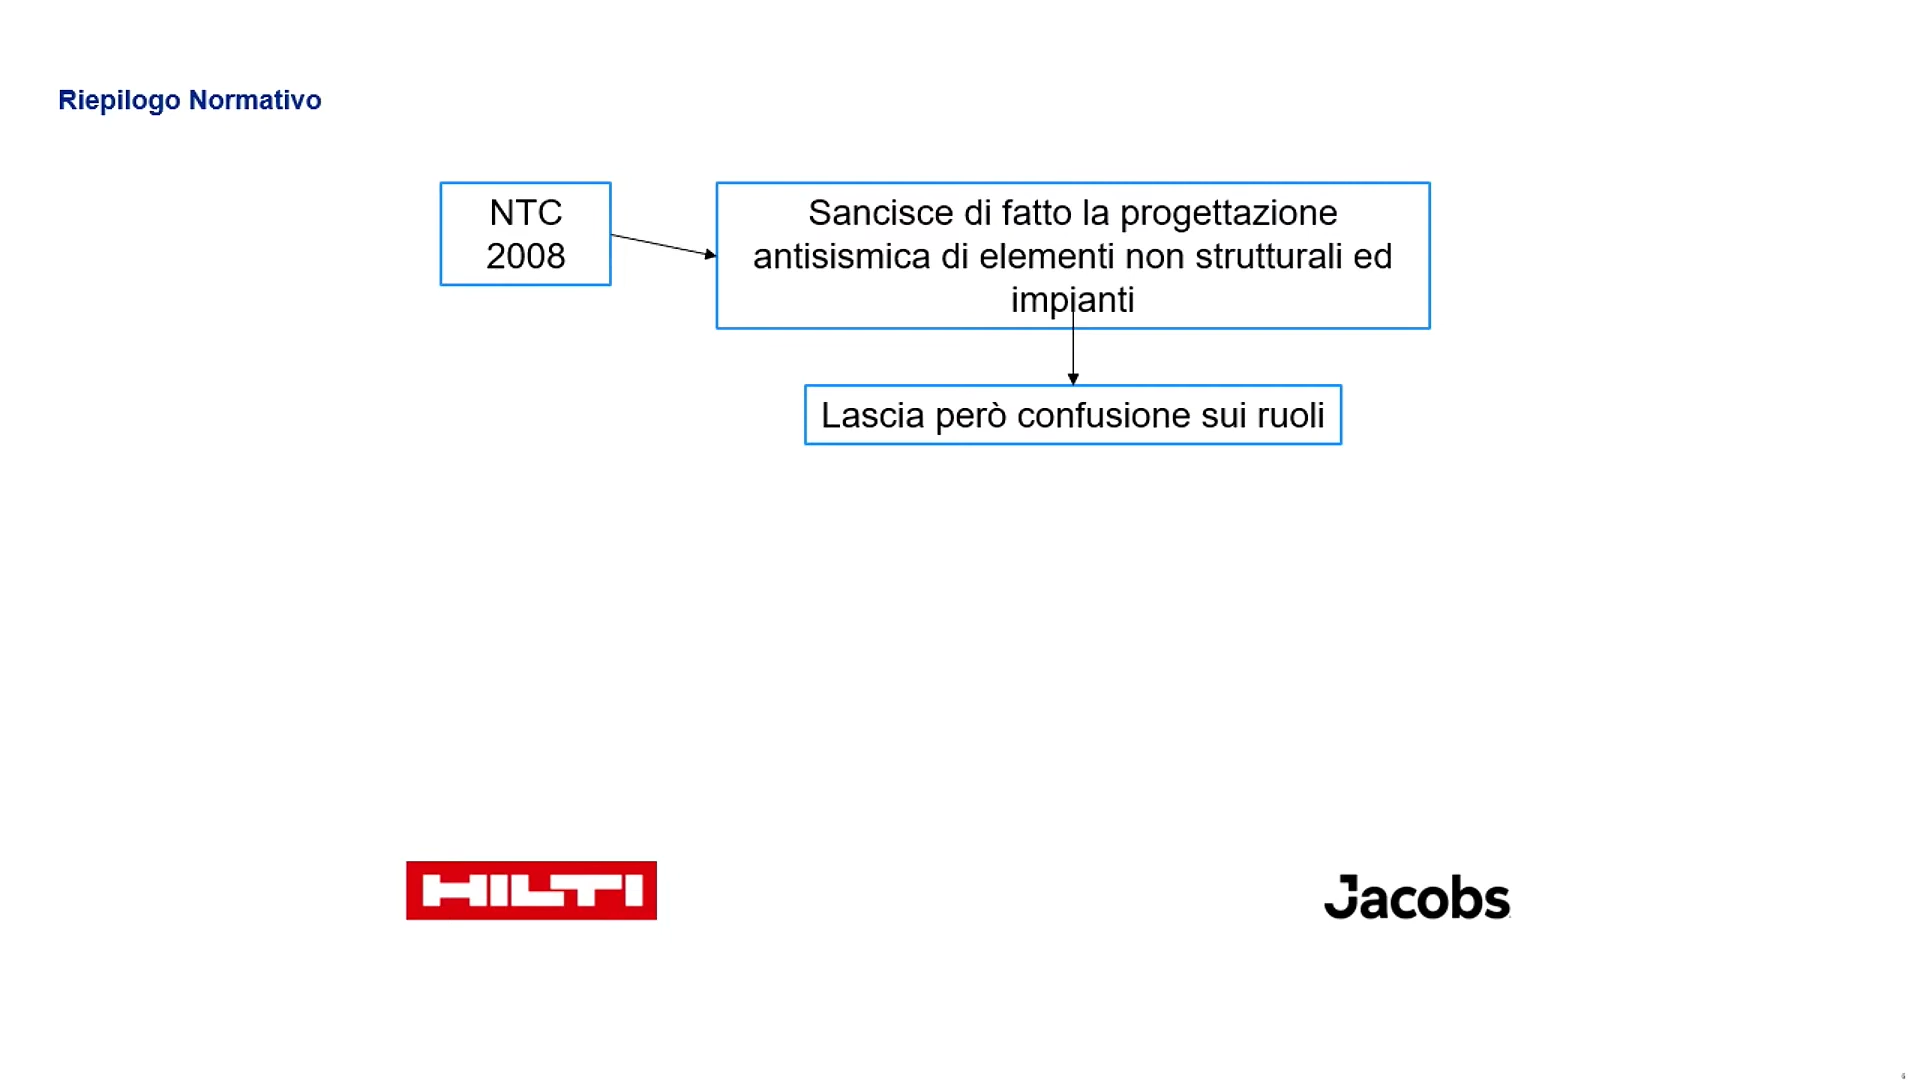 Riepilogo Normativo
NTC
2008
Sancisce di fatto la progettazione
antisismica di elementi non strutturali ed
impianti
Lascia però confusione sui ruoli
HILTI
Jacobs